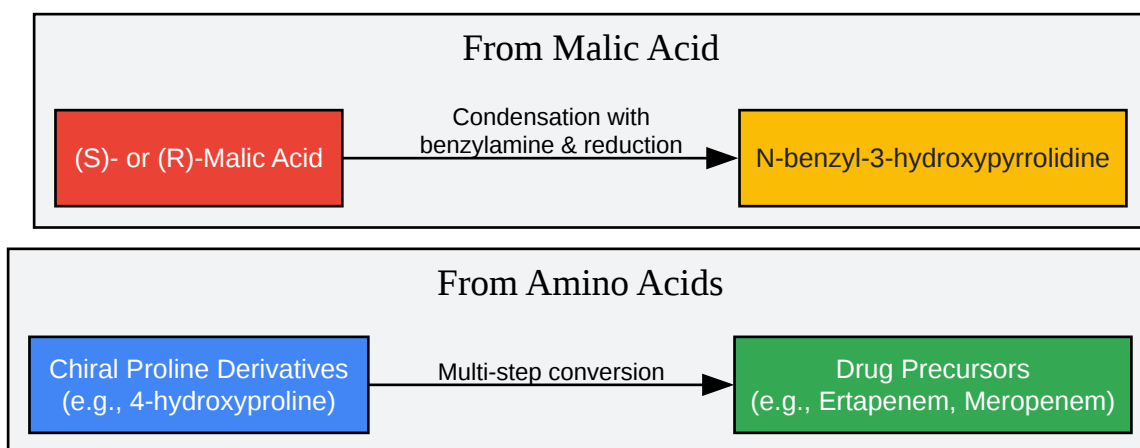 From Malic Acid
(S)- or (R)-Malic Acid
Condensation with
benzylamine & reduction
N-benzyl-3-hydroxypyrrolidine
From Amino Acids
Chiral Proline Derivatives
(e.g., 4-hydroxyproline)
Multi-step conversion
Drug Precursors
(e.g., Ertapenem, Meropenem)